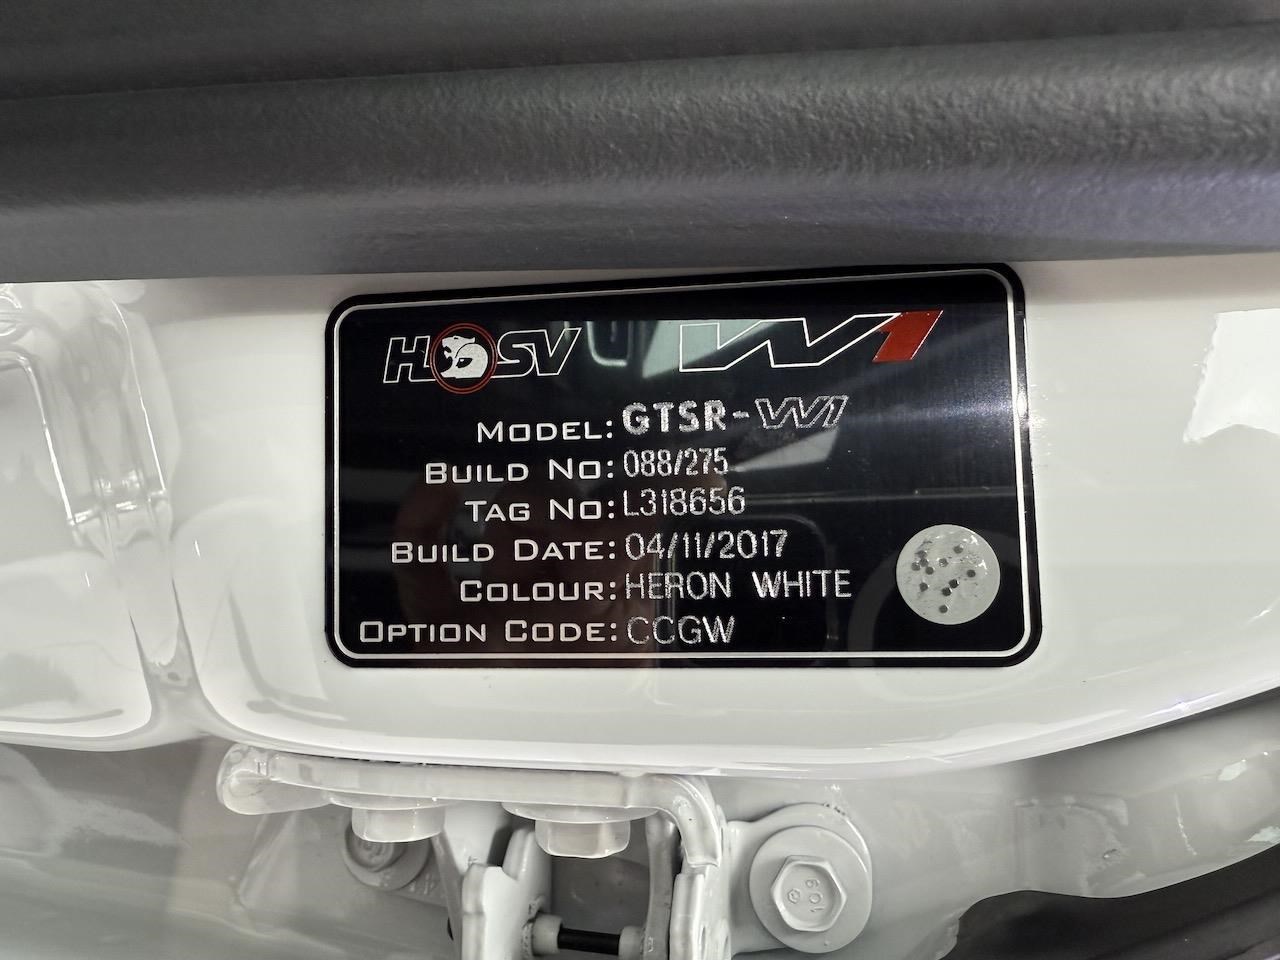 HSV W1
MODEL: GTSR-W1
BUILD NO: 088/275
TAG NO: L318656
BUILD DATE: 04/11/2017
COLOUR: HERON WHITE
OPTION CODE: CCGW